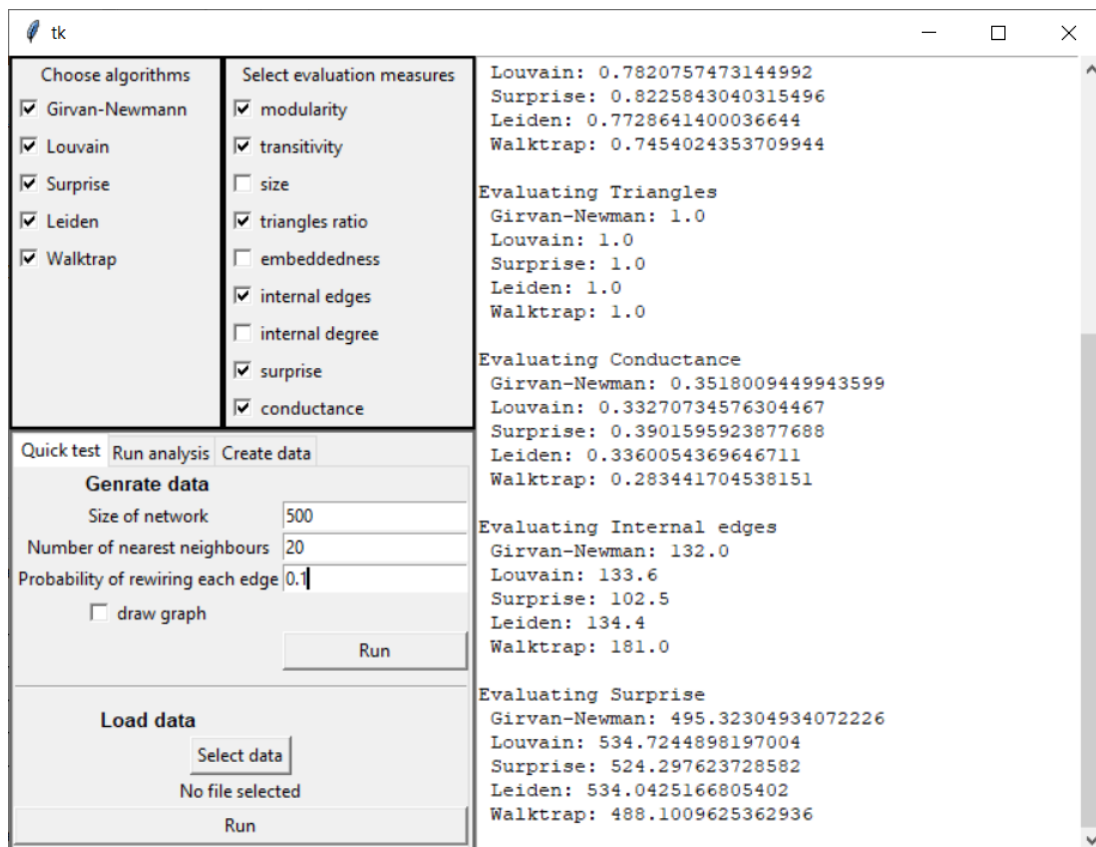 tk
Choose algorithms
Girvan-Newmann
Louvain
Surprise
Leiden
Walktrap
Select evaluation measures
modularity
transitivity
size
triangles ratio
embeddedness
internal edges
internal degree
surprise
conductance
Quick test
Run analysis
Create data
Genrate data
Size of network 500
Number of nearest neighbours 20
Probability of rewiring each edge 0.1
draw graph
Run
Load data
Select data
No file selected
Run
Louvain: 0.7820757473144992
Surprise: 0.8225843040315496
Leiden: 0.7728641400036644
Walktrap: 0.7454024353709944
Evaluating Triangles
Girvan-Newman: 1.0
Louvain: 1.0
Surprise: 1.0
Leiden: 1.0
Walktrap: 1.0
Evaluating Conductance
Girvan-Newman: 0.3518009449943599
Louvain: 0.33270734576304467
Surprise: 0.3901595923877688
Leiden: 0.3360054369646711
Walktrap: 0.283441704538151
Evaluating Internal edges
Girvan-Newman: 132.0
Louvain: 133.6
Surprise: 102.5
Leiden: 134.4
Walktrap: 181.0
Evaluating Surprise
Girvan-Newman: 495.32304934072226
Louvain: 534.7244898197004
Surprise: 524.297623728582
Leiden: 534.0425166805402
Walktrap: 488.1009625362936